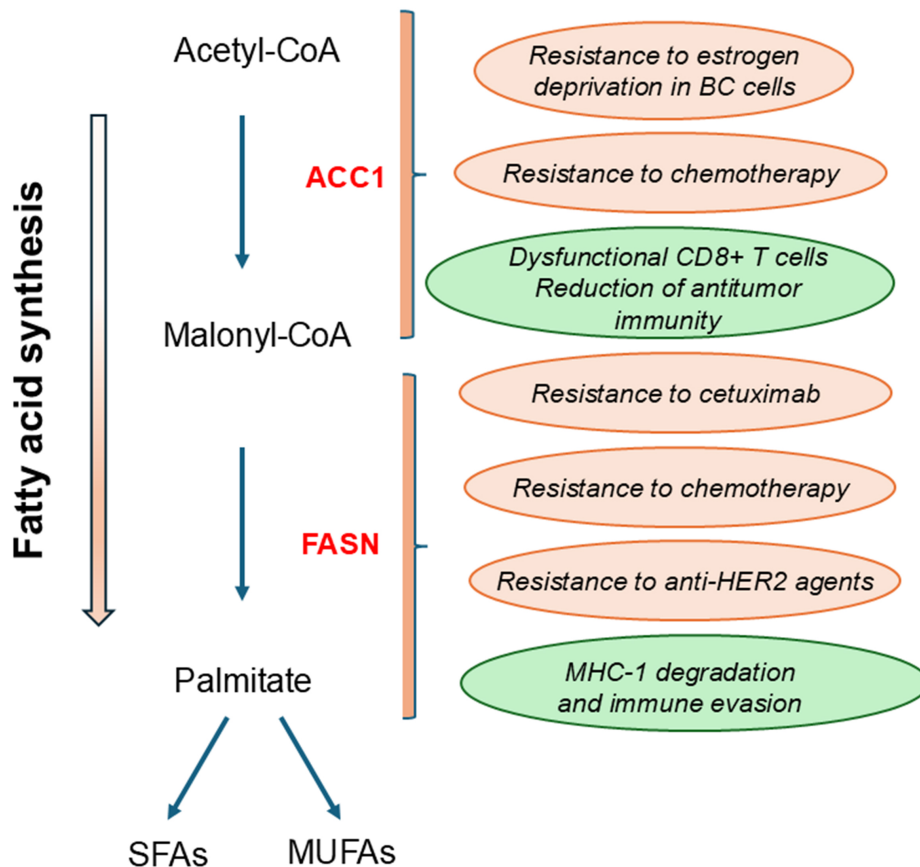 Fatty acid synthesis
Acetyl-CoA
ACC1
Malonyl-CoA
FASN
Palmitate
SFAs
MUFAs
Resistance to estrogen
deprivation in BC cells
Resistance to chemotherapy
Dysfunctional CD8+ T cells
Reduction of antitumor
immunity
Resistance to cetuximab
Resistance to chemotherapy
Resistance to anti-HER2 agents
MHC-1 degradation
and immune evasion